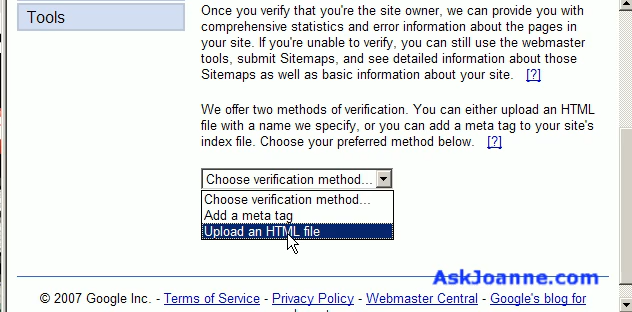 Tools
Once you verify that you're the site owner, we can provide you with
comprehensive statistics and error information about the pages in
your site. If you're unable to verify, you can still use the webmaster
tools, submit Sitemaps, and see detailed information about those
Sitemaps as well as basic information about your site. [?]
We offer two methods of verification. You can either upload an HTML
file with a name we specify, or you can add a meta tag to your site's
index file. Choose your preferred method below. [?]
Choose verification method...
Choose verification method...
Add a meta tag
Upload an HTML file
AskJoanne.com
© 2007 Google Inc. - Terms of Service - Privacy Policy - Webmaster Central - Google's blog for